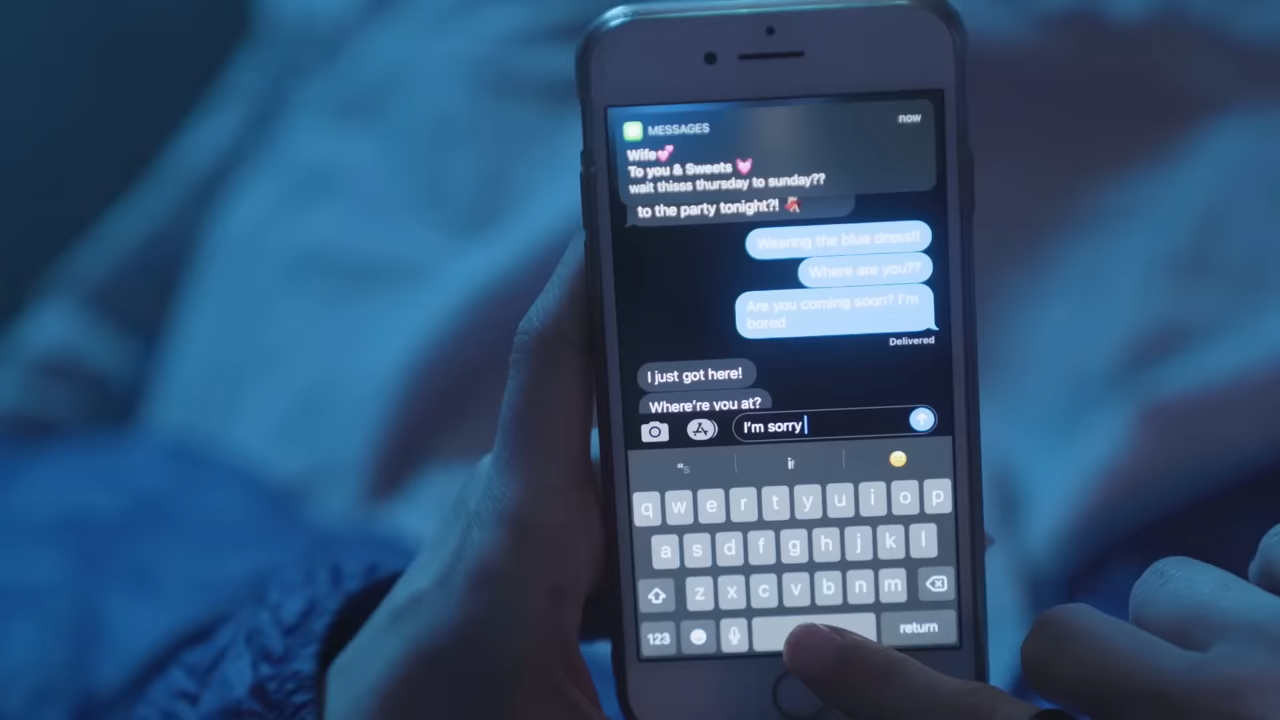 MESSAGES
now
Wife💕
To you & Sweets 💓
wait thisss thursday to sunday??
to the party tonight?! 💃
Wearing the blue dress!!
Where are you??
Are you coming soon? I'm
bored
Delivered
I just got here!
Where're you at?
I'm sorry
q w e r t y u i o p
a s d f g h j k l
z x c v b n m
123
return